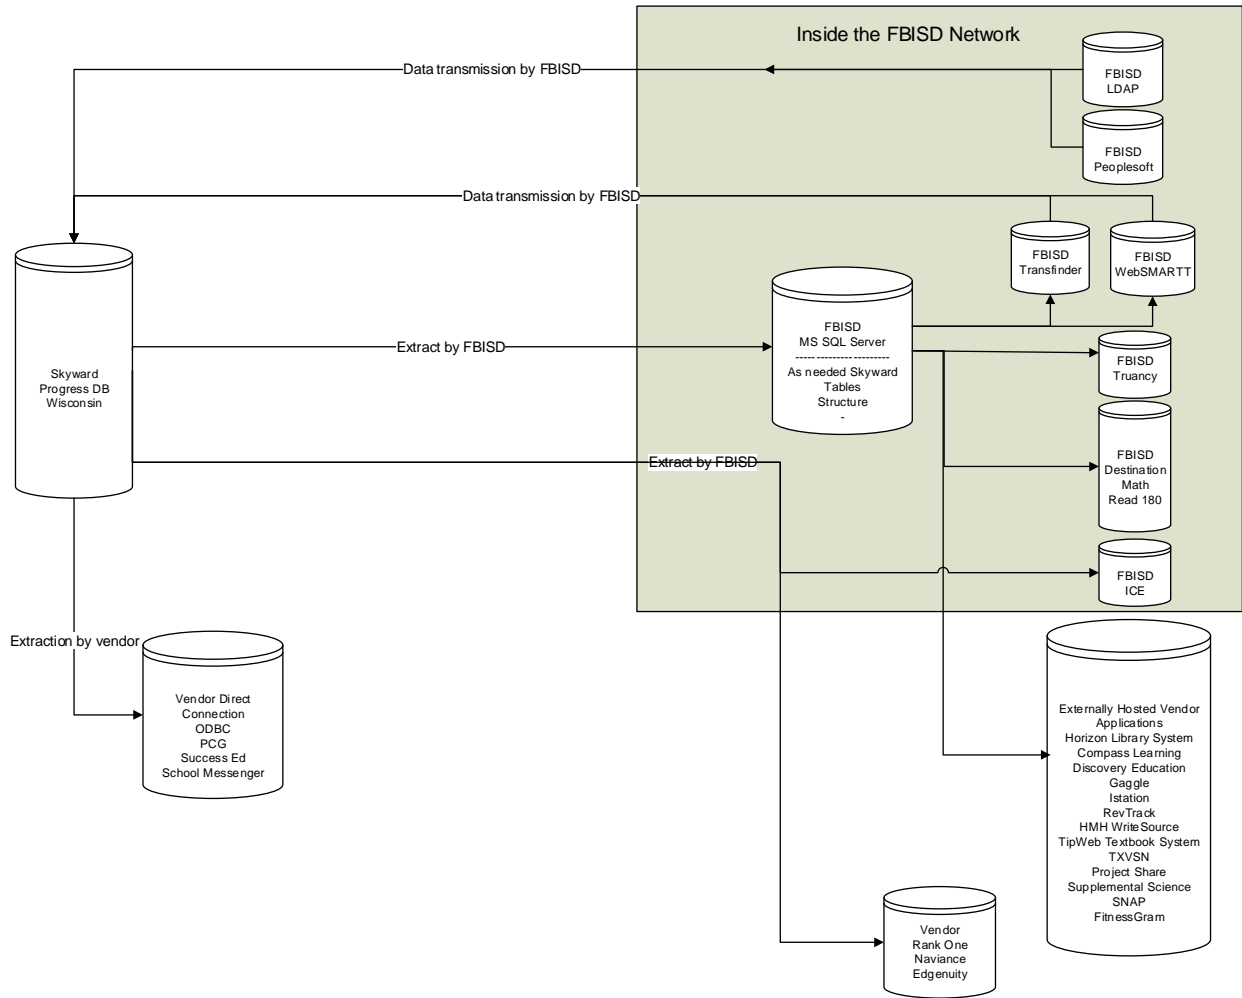 Inside the FBISD Network
Data transmission by FBISD
FBISD
LDAP
FBISD
Peoplesoft
Data transmission by FBISD
FBISD
Transfinder
FBISD
WebSMARTT
Skyward
Progress DB
Wisconsin
Extract by FBISD
FBISD
MS SQL Server
---------------------
As needed Skyward
Tables
Structure
-
FBISD
Truancy
Extract by FBISD
FBISD
Destination
Math
Read 180
FBISD
ICE
Extraction by vendor
Vendor Direct
Connection
ODBC
PCG
Success Ed
School Messenger
Externally Hosted Vendor
Applications
Horizon Library System
Compass Learning
Discovery Education
Gaggle
Istation
RevTrack
HMH WriteSource
TipWeb Textbook System
TXVSN
Project Share
Supplemental Science
SNAP
FitnessGram
Vendor
Rank One
Naviance
Edgenuity